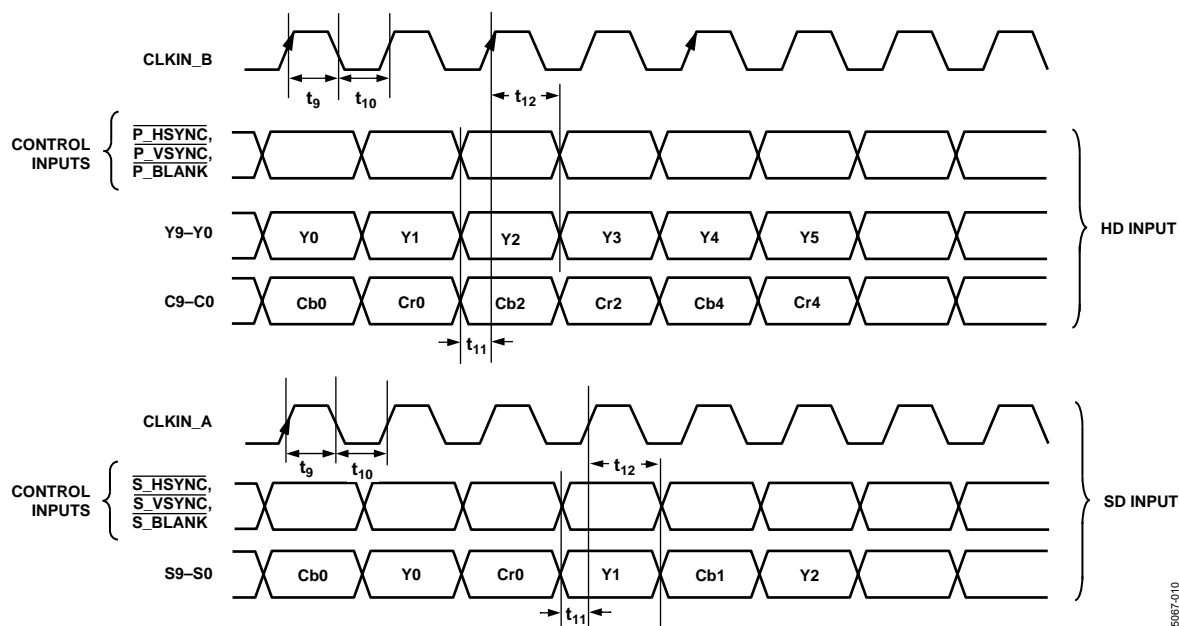 CLKIN_B
t9
t10
t12
CONTROL
INPUTS
P_HSYNC,
P_VSYNC,
P_BLANK
Y9–Y0
Y0
Y1
Y2
Y3
Y4
Y5
HD INPUT
C9–C0
Cb0
Cr0
Cb2
Cr2
Cb4
Cr4
t11
CLKIN_A
t9
t10
t12
CONTROL
INPUTS
S_HSYNC,
S_VSYNC,
S_BLANK
SD INPUT
S9–S0
Cb0
Y0
Cr0
Y1
Cb1
Y2
t11
5067-010